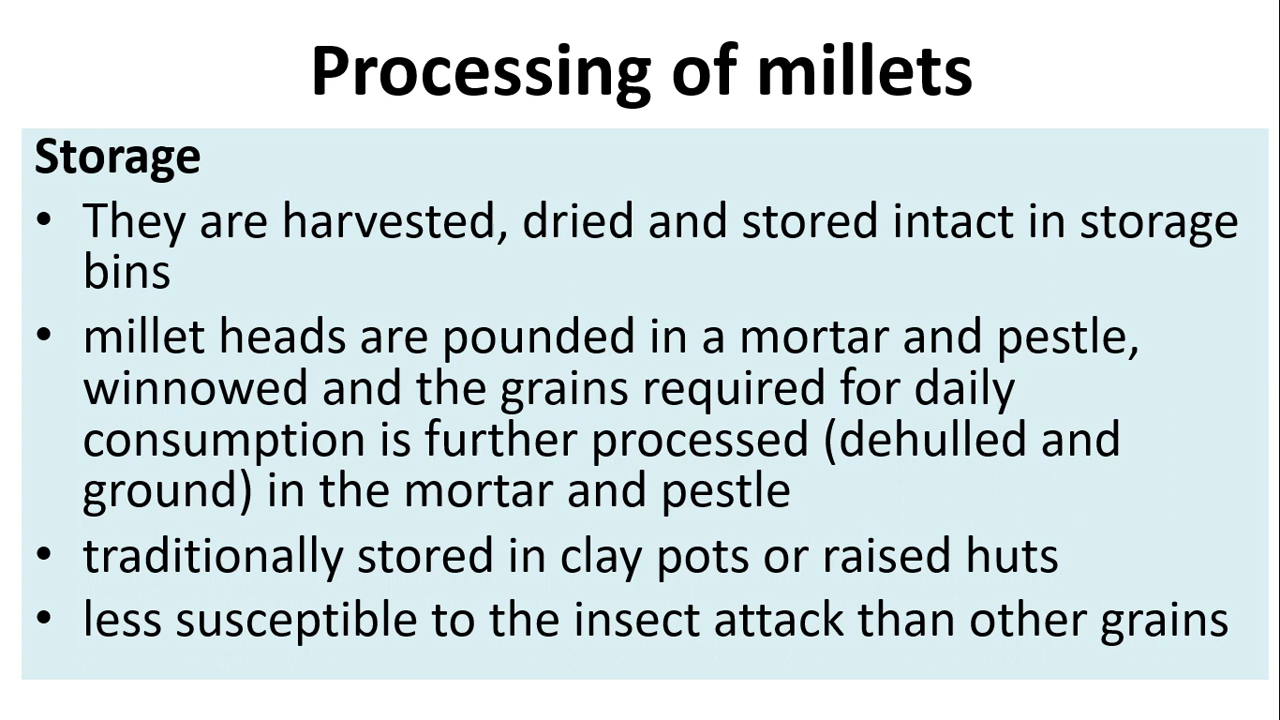 Processing of millets
Storage
• They are harvested, dried and stored intact in storage
bins
• millet heads are pounded in a mortar and pestle,
winnowed and the grains required for daily
consumption is further processed (dehulled and
ground) in the mortar and pestle
• traditionally stored in clay pots or raised huts
• less susceptible to the insect attack than other grains